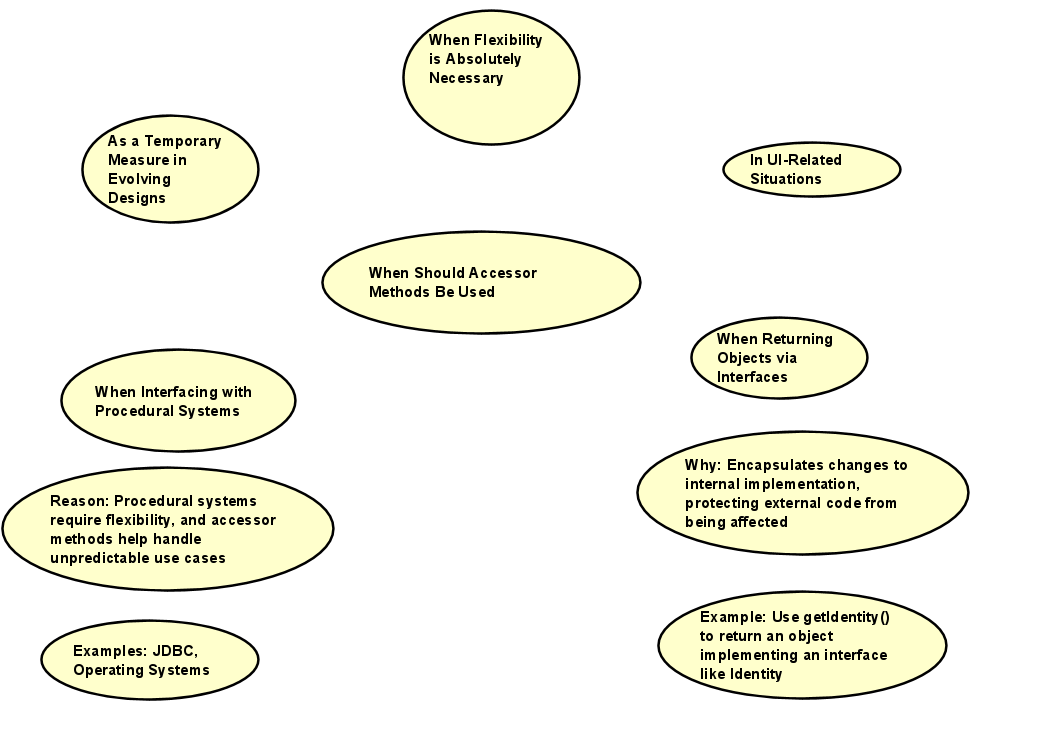 When Flexibility
is Absolutely
Necessary
As a Temporary
Measure in
Evolving
Designs
In UI-Related
Situations
When Should Accessor
Methods Be Used
When Returning
Objects via
Interfaces
When Interfacing with
Procedural Systems
Why: Encapsulates changes to
internal implementation,
protecting external code from
being affected
Reason: Procedural systems
require flexibility, and accessor
methods help handle
unpredictable use cases
Example: Use getIdentity()
to return an object
implementing an interface
like Identity
Examples: JDBC,
Operating Systems